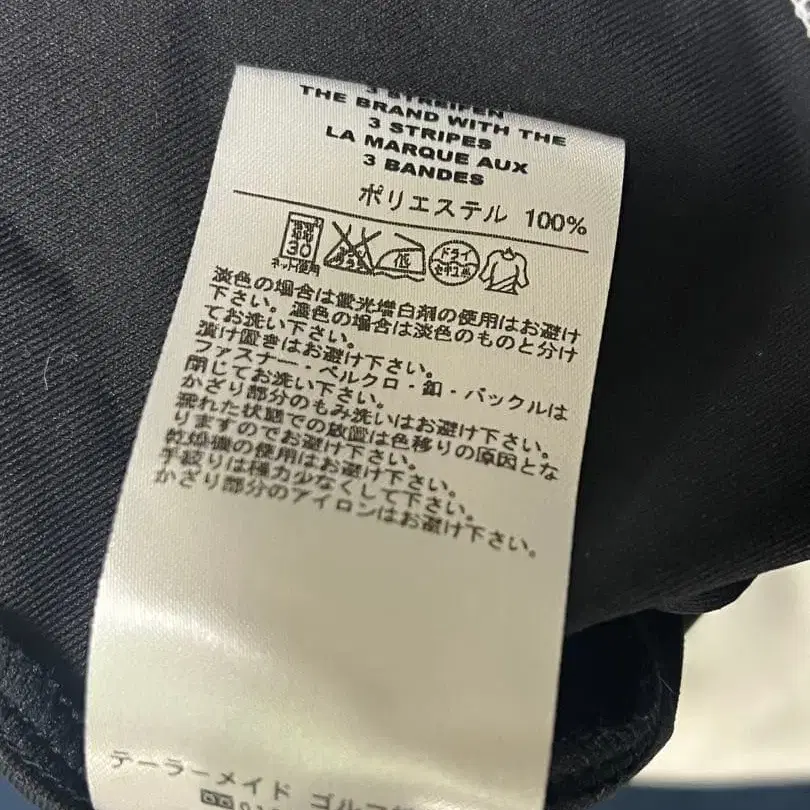 3 STREIFEN
THE BRAND WITH THE
3 STRIPES
LA MARQUE AUX
3 BANDES
ポリエステル 100%
30
ネット使用
低
ドライ
セキユ系
淡色の場合は蛍光増白剤の使用はお避け
下さい。濃色の場合は淡色のものと分け
てお洗い下さい。
漬け置きはお避け下さい。
ファスナー・ベルクロ・釦・バックルは
閉じてお洗い下さい。
かざり部分のもみ洗いはお避け下さい。
濡れた状態での放置は色移りの原因とな
りますのでお避け下さい。
乾燥機の使用はお避け下さい。
手絞りは極力少なくして下さい。
かざり部分のアイロンはお避け下さい。
テーラーメイド ゴルフ